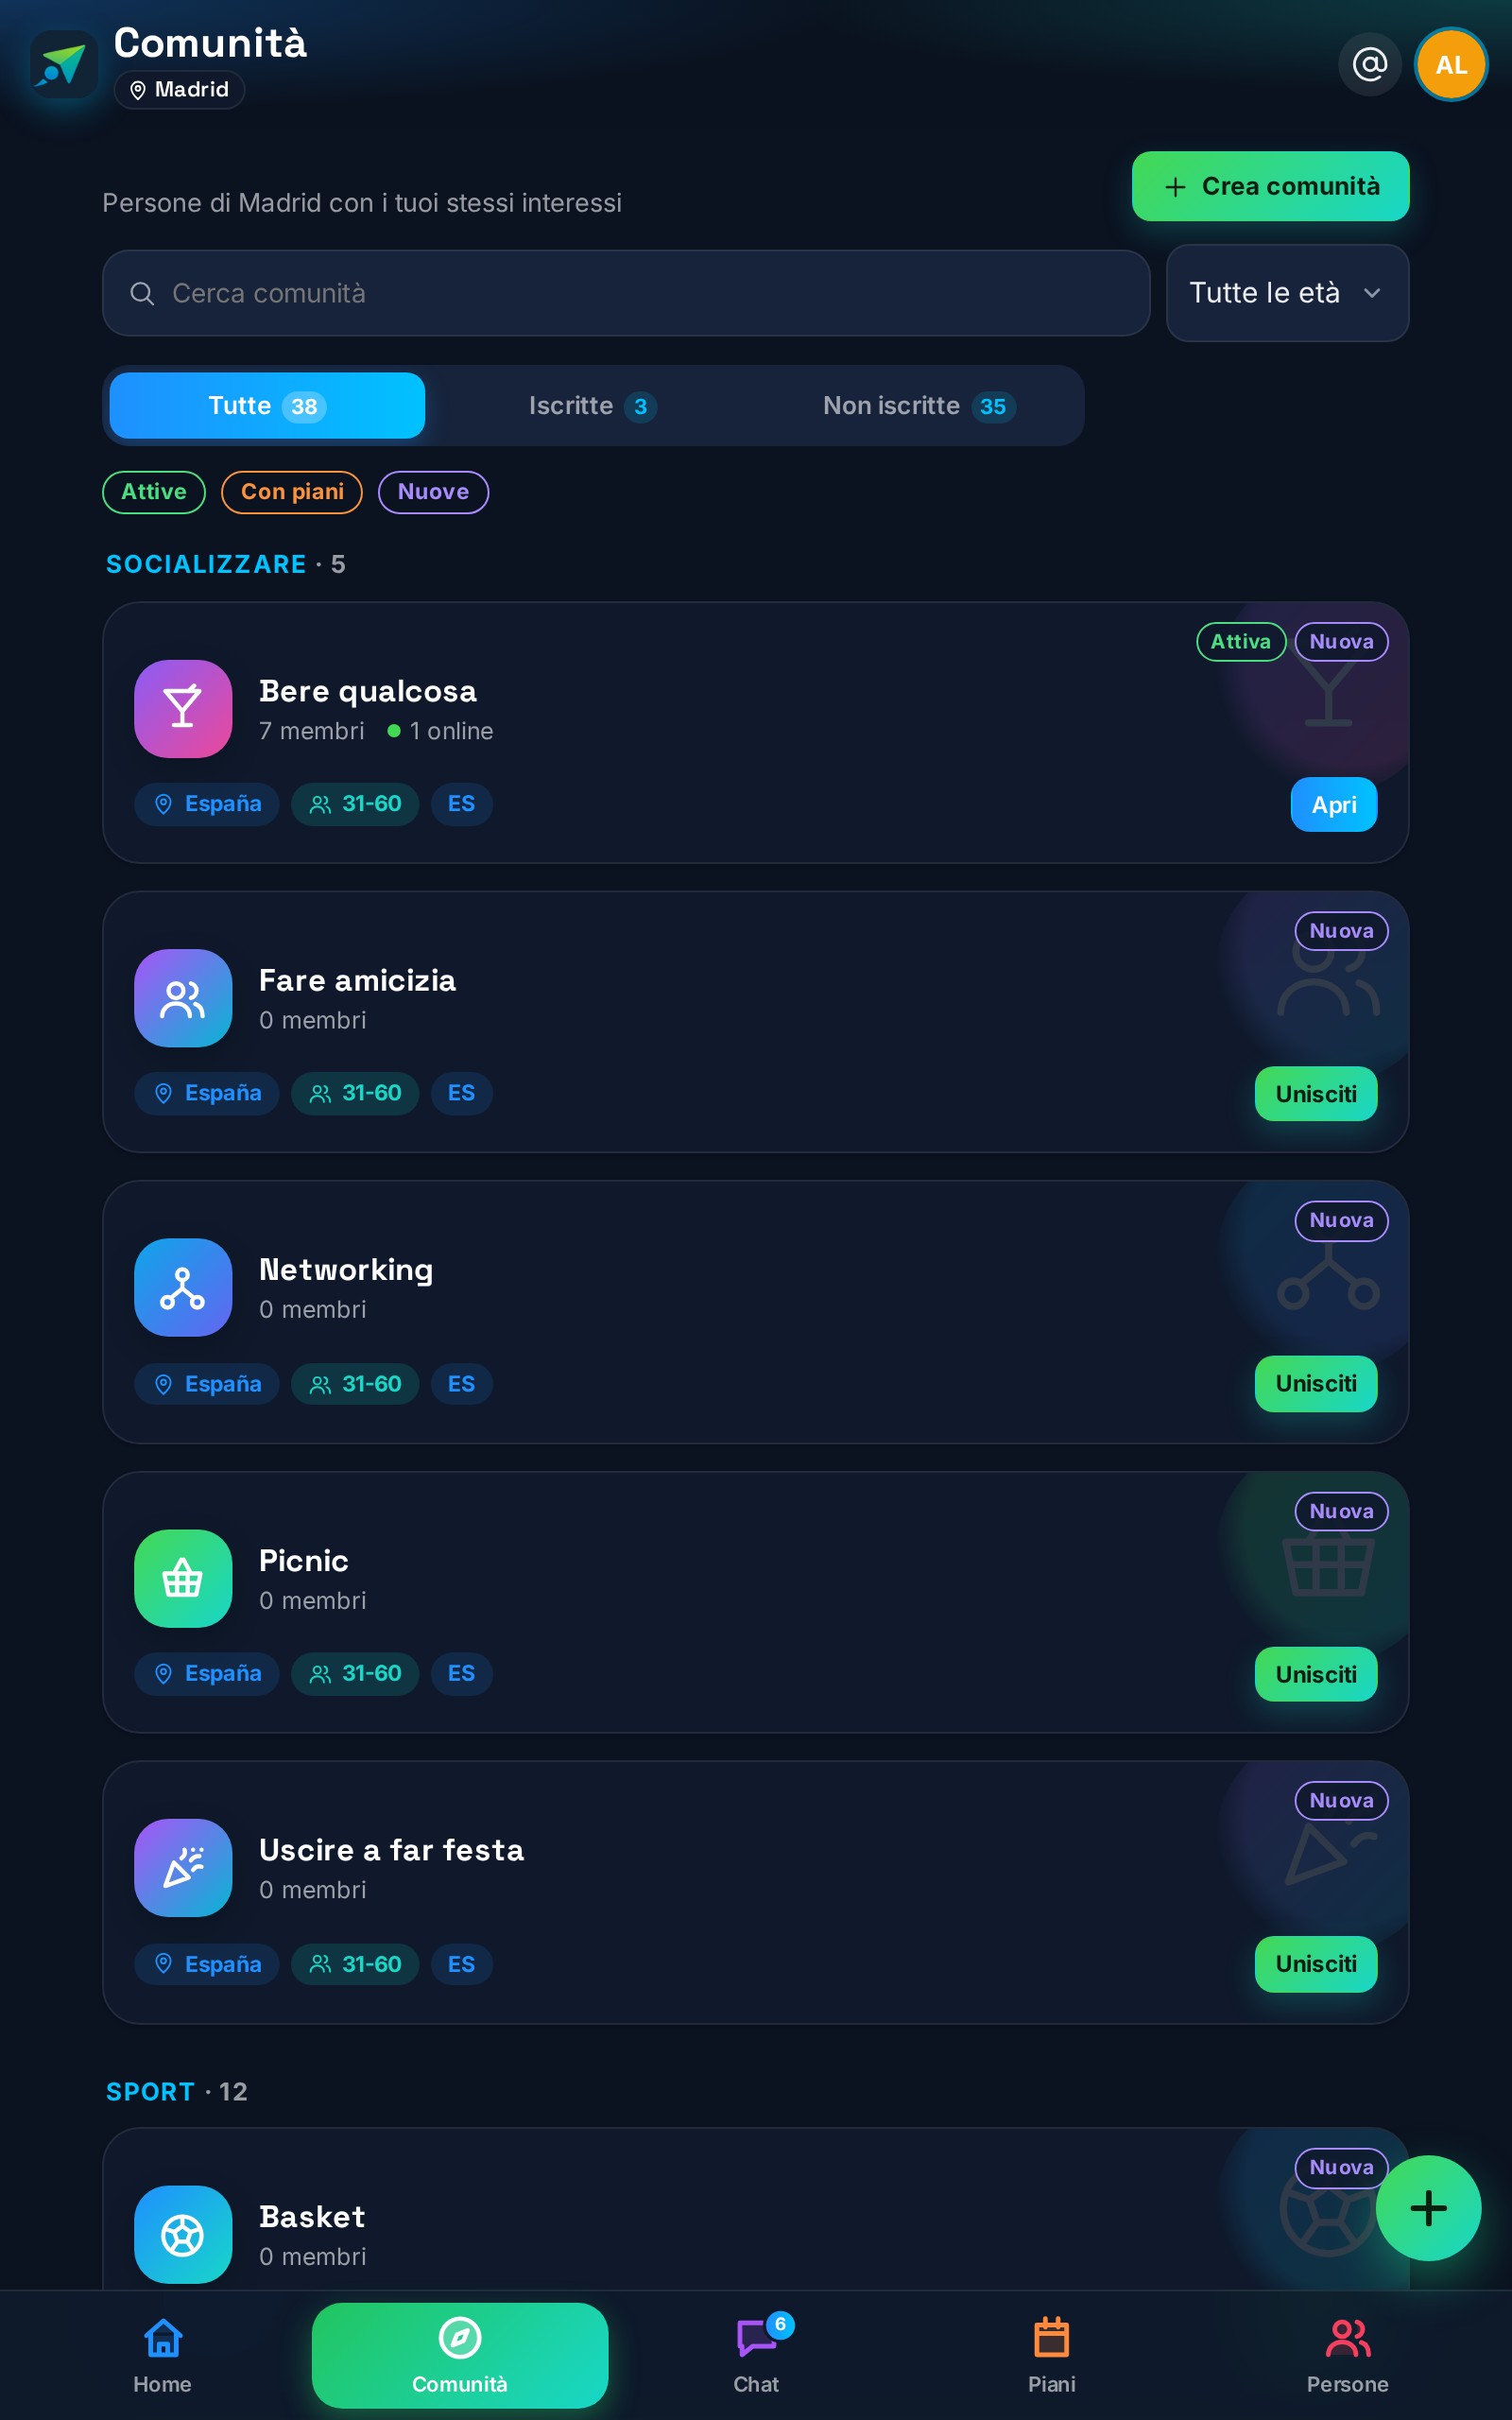 Comunità
Madrid
@
AL
Persone di Madrid con i tuoi stessi interessi
+ Crea comunità
Cerca comunità
Tutte le età
Tutte 38
Iscritte 3
Non iscritte 35
Attive
Con piani
Nuove
SOCIALIZZARE · 5
Attiva
Nuova
Bere qualcosa
7 membri
1 online
España
31-60
ES
Apri
Nuova
Fare amicizia
0 membri
España
31-60
ES
Unisciti
Nuova
Networking
0 membri
España
31-60
ES
Unisciti
Nuova
Picnic
0 membri
España
31-60
ES
Unisciti
Nuova
Uscire a far festa
0 membri
España
31-60
ES
Unisciti
SPORT · 12
Nuova
Basket
0 membri
+
Home
Comunità
6
Chat
Piani
Persone